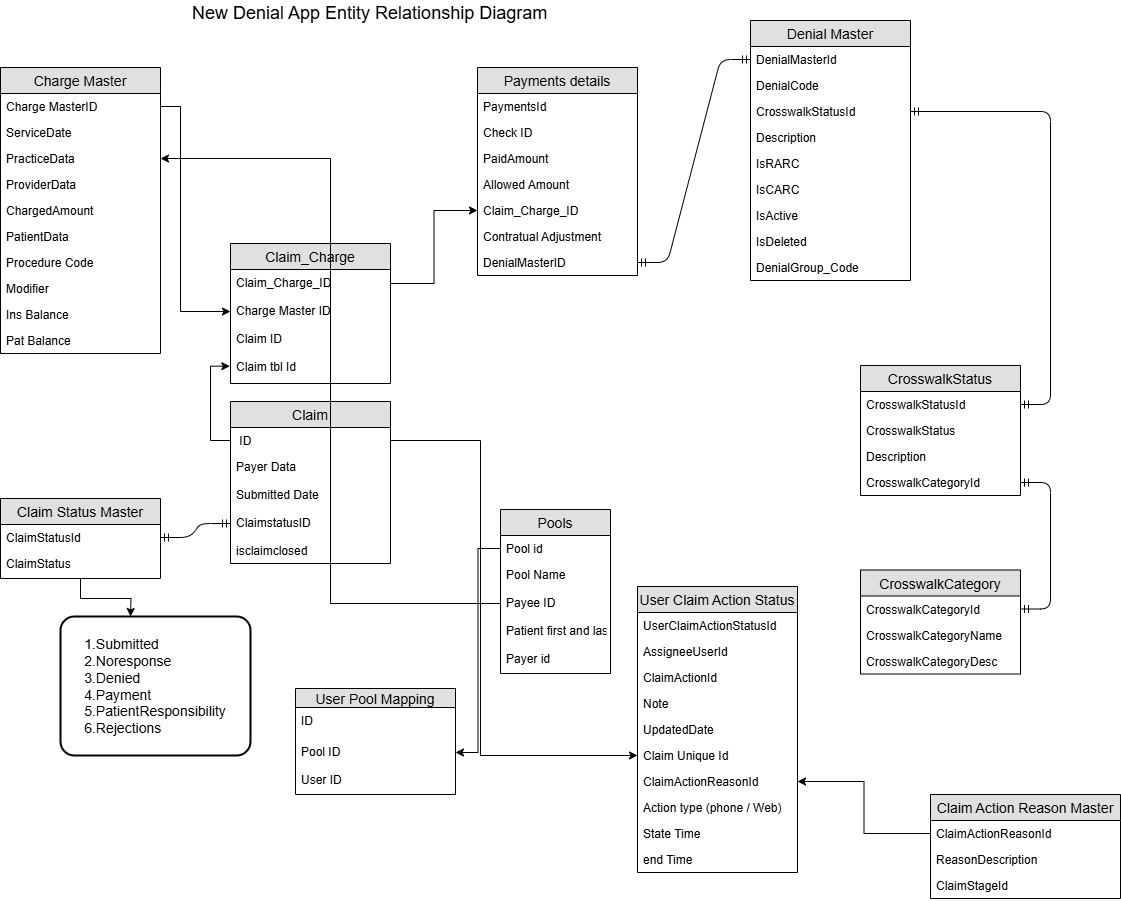 New Denial App Entity Relationship Diagram
Charge Master
Charge MasterID
ServiceDate
PracticeData
ProviderData
ChargedAmount
PatientData
Procedure Code
Modifier
Ins Balance
Pat Balance
Claim_Charge
Claim_Charge_ID
Charge Master ID
Claim ID
Claim tbl Id
Payments details
PaymentsId
Check ID
PaidAmount
Allowed Amount
Claim_Charge_ID
Contratual Adjustment
DenialMasterID
Denial Master
DenialMasterId
DenialCode
CrosswalkStatusId
Description
IsRARC
IsCARC
IsActive
IsDeleted
DenialGroup_Code
Claim
ID
Payer Data
Submitted Date
ClaimstatusID
isclaimclosed
CrosswalkStatus
CrosswalkStatusId
CrosswalkStatus
Description
CrosswalkCategoryId
Claim Status Master
ClaimStatusId
ClaimStatus
1.Submitted
2.Noresponse
3.Denied
4.Payment
5.PatientResponsibility
6.Rejections
Pools
Pool id
Pool Name
Payee ID
Patient first and las
Payer id
User Pool Mapping
ID
Pool ID
User ID
User Claim Action Status
UserClaimActionStatusId
AssigneeUserId
ClaimActionId
Note
UpdatedDate
Claim Unique Id
ClaimActionReasonId
Action type (phone / Web)
State Time
end Time
CrosswalkCategory
CrosswalkCategoryId
CrosswalkCategoryName
CrosswalkCategoryDesc
Claim Action Reason Master
ClaimActionReasonId
ReasonDescription
ClaimStageId